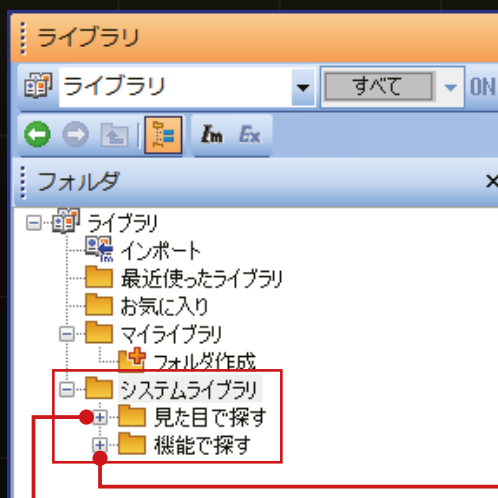 ライブラリ
ライブラリ すべて ON
Im Ex
フォルダ
ライブラリ
インポート
最近使ったライブラリ
お気に入り
マイライブラリ
フォルダ作成
システムライブラリ
見た目で探す
機能で探す